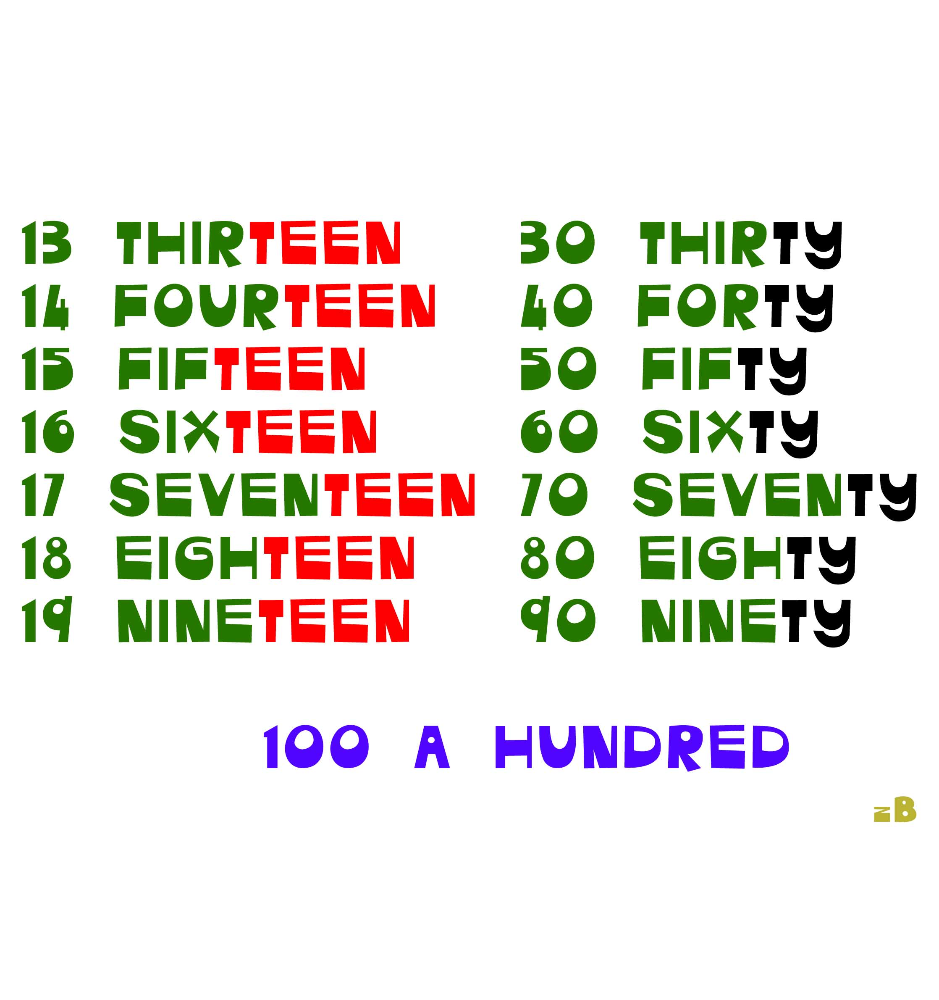 13 THIRTEEN 30 THIRTY
14 FOURTEEN 40 FORTY
15 FIFTEEN 50 FIFTY
16 SIXTEEN 60 SIXTY
17 SEVENTEEN 70 SEVENTY
18 EIGHTEEN 80 EIGHTY
19 NINETEEN 90 NINETY
100 A HUNDRED
ZB